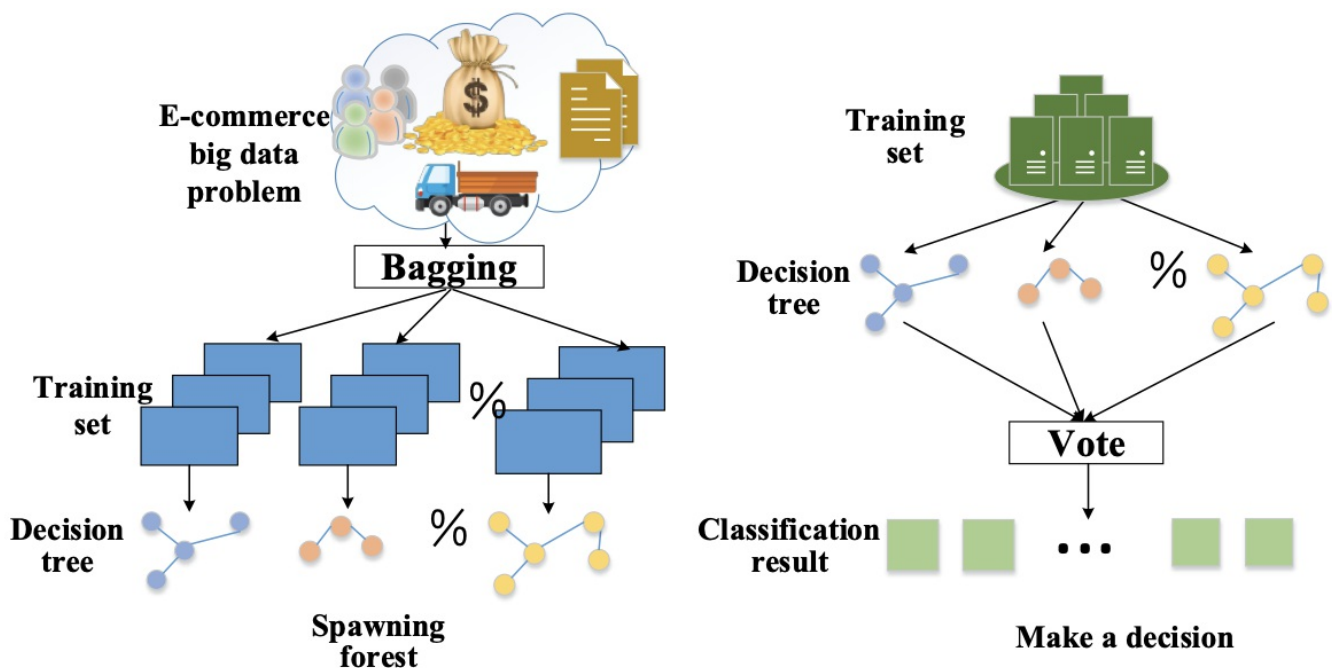 E-commerce
big data
problem
$
Bagging
Training
set
%
Decision
tree
%
Spawning
forest
Training
set
Decision
tree
%
Vote
Classification
result
...
Make a decision